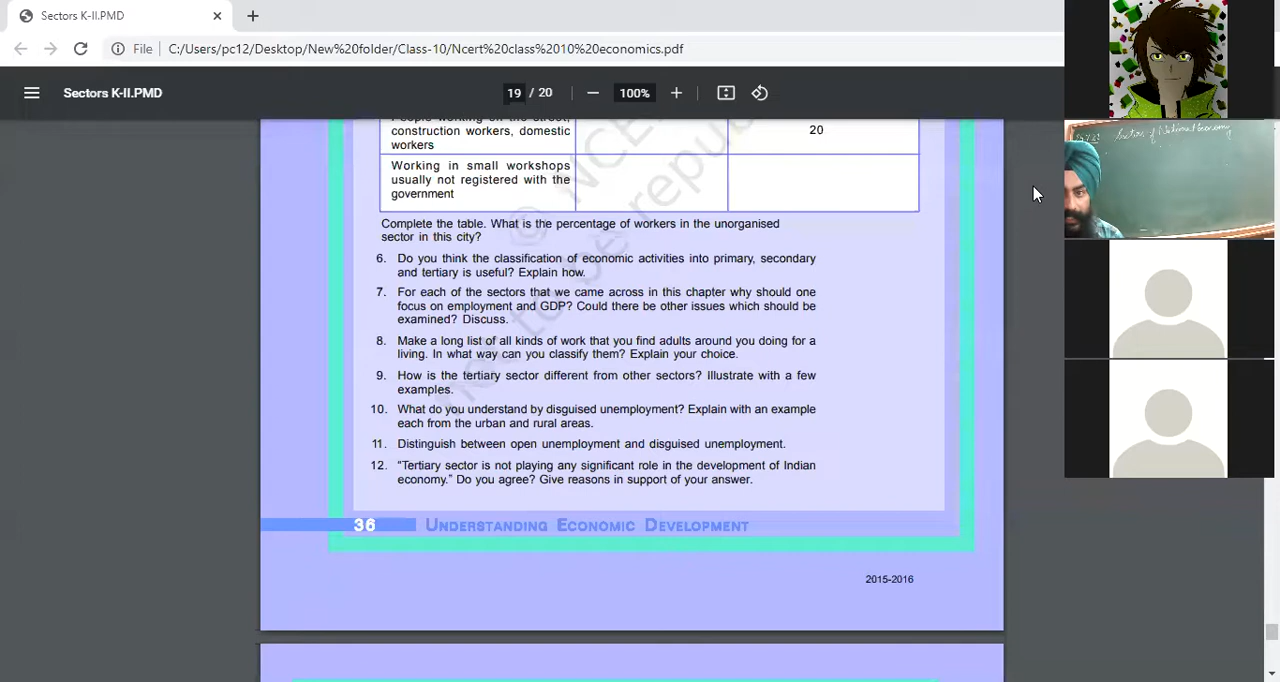 Sectors K-II.PMD
File
C:/Users/pc12/Desktop/New%20folder/Class-10/Ncert%20class%2010%20economics.pdf
Sectors K-II.PMD
19 / 20
100%
People working on the street,
construction workers, domestic
workers
20
Working in small workshops
usually not registered with the
government
Complete the table. What is the percentage of workers in the unorganised
sector in this city?
6. Do you think the classification of economic activities into primary, secondary
and tertiary is useful? Explain how.
7. For each of the sectors that we came across in this chapter why should one
focus on employment and GDP? Could there be other issues which should be
examined? Discuss.
8. Make a long list of all kinds of work that you find adults around you doing for a
living. In what way can you classify them? Explain your choice.
9. How is the tertiary sector different from other sectors? Illustrate with a few
examples.
10. What do you understand by disguised unemployment? Explain with an example
each from the urban and rural areas.
11. Distinguish between open unemployment and disguised unemployment.
12. “Tertiary sector is not playing any significant role in the development of Indian
economy.” Do you agree? Give reasons in support of your answer.
36 UNDERSTANDING ECONOMIC DEVELOPMENT
2015-2016
Sectors of National Economy